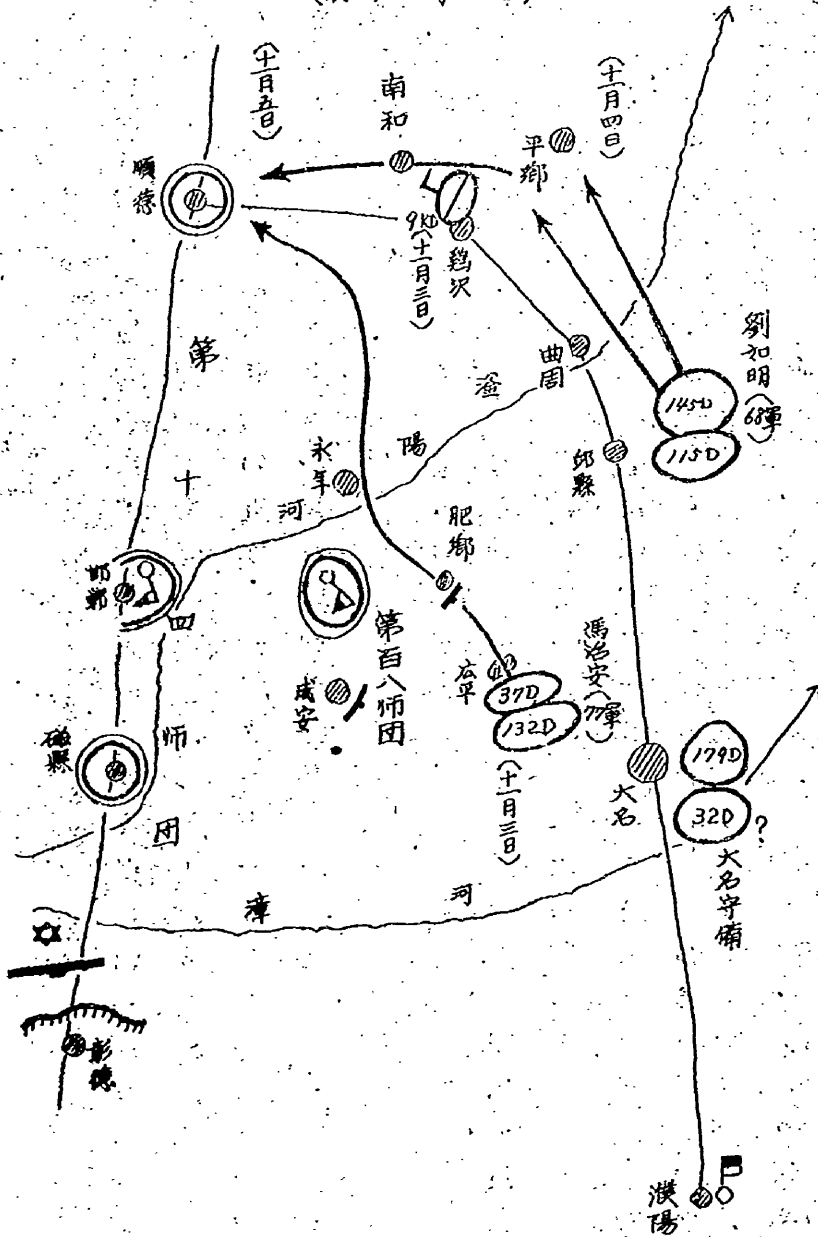 (十一月五日)
南和
(十一月四日)
平鄉
順徳
9KD
(十一月三日)
鶏沢
曲周
劉如明(68軍)
145D
115D
邱縣
滏陽河
永年
肥鄉
邯鄲
第十四师団
第百八师団
成安
広平
37D
132D
馮治安(77軍)
(十一月三日)
大名
179D
32D
?
大名守備
磁縣
漳河
彰徳
濮陽